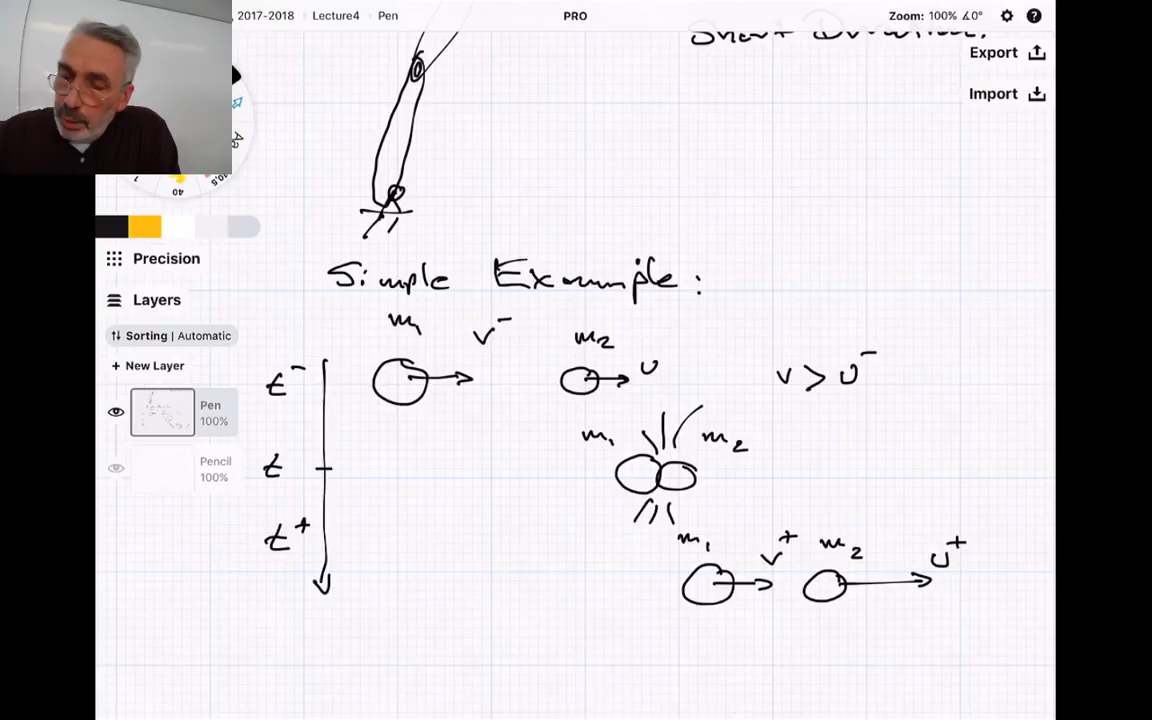 , 2017-2018 Lecture4 Pen PRO Zoom: 100% ∠0°
Export
Import
40
Precision
Simple Example:
Layers
m₁ v⁻ m₂
Sorting | Automatic
+ New Layer
t⁻ υ v > υ⁻
Pen
100%
m₁ m₂
Pencil
100%
t
t⁺
m₁ v⁺ m₂ υ⁺